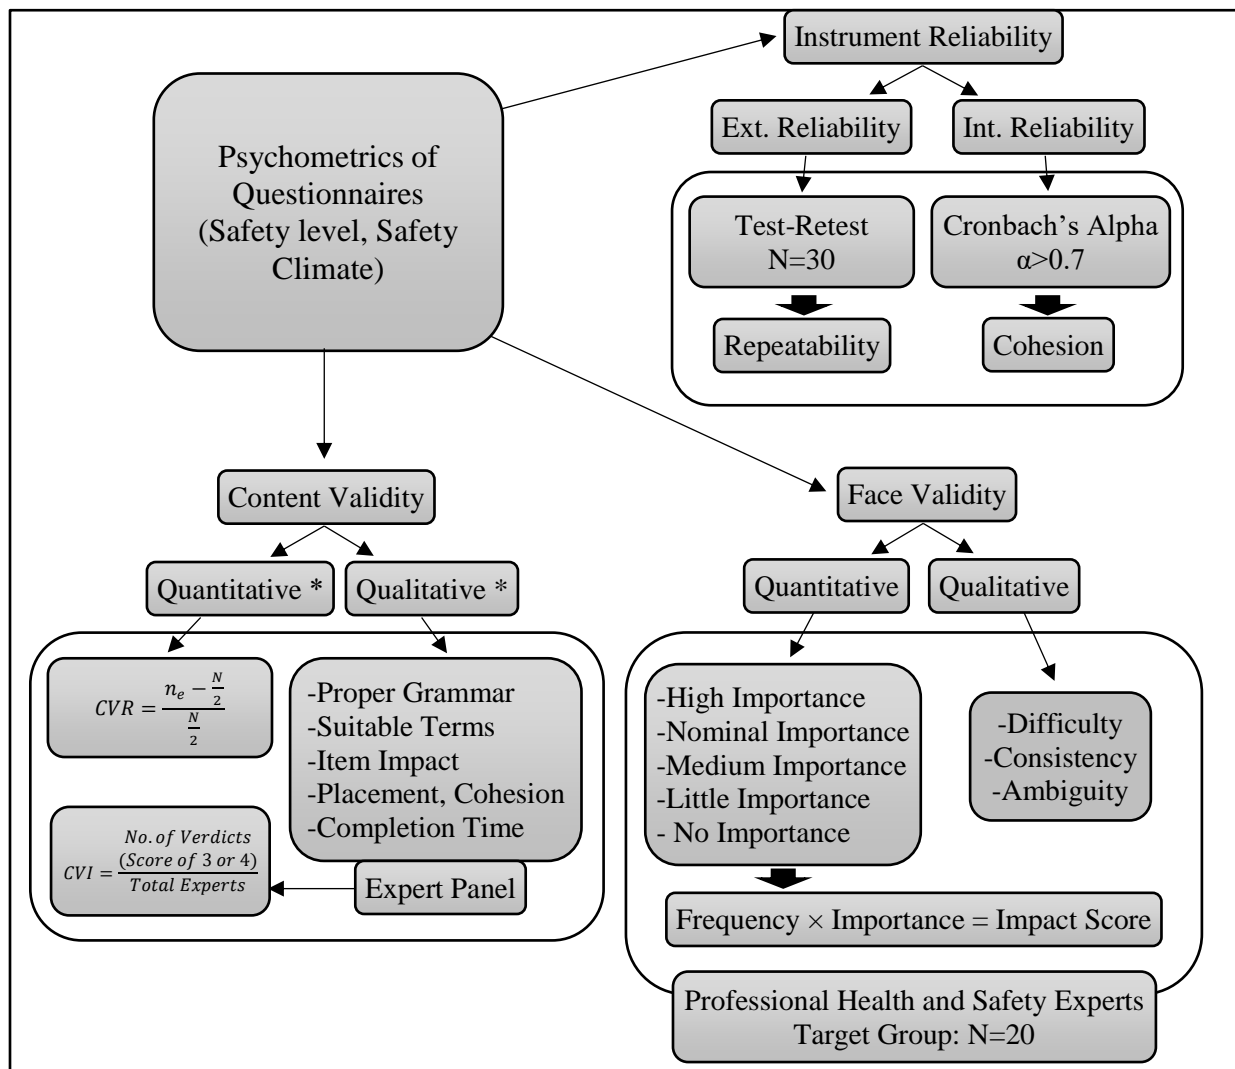 Instrument Reliability
Psychometrics of
Questionnaires
(Safety level, Safety
Climate)
Ext. Reliability
Int. Reliability
Test-Retest
N=30
Cronbach’s Alpha
α>0.7
Repeatability
Cohesion
Content Validity
Face Validity
Quantitative *
Qualitative *
Quantitative
Qualitative
CVR = (n_e − N/2) / (N/2)
-Proper Grammar
-Suitable Terms
-Item Impact
-Placement, Cohesion
-Completion Time
CVI = No. of Verdicts
(Score of 3 or 4)
Total Experts
Expert Panel
-High Importance
-Nominal Importance
-Medium Importance
-Little Importance
- No Importance
-Difficulty
-Consistency
-Ambiguity
Frequency × Importance = Impact Score
Professional Health and Safety Experts
Target Group: N=20